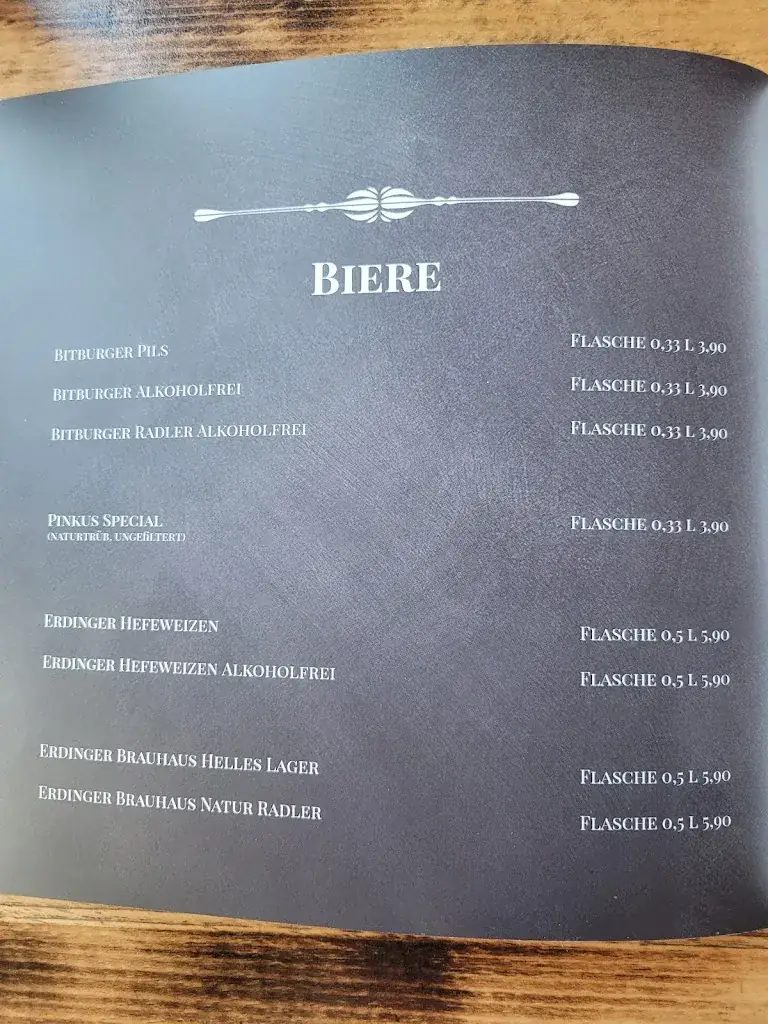 Biere
Bitburger Pils Flasche 0,33 l 3,90
Bitburger Alkoholfrei Flasche 0,33 l 3,90
Bitburger Radler Alkoholfrei Flasche 0,33 l 3,90
Pinkus Special Flasche 0,33 l 3,90
(naturtrüb, ungefiltert)
Erdinger Hefeweizen Flasche 0,5 l 5,90
Erdinger Hefeweizen Alkoholfrei Flasche 0,5 l 5,90
Erdinger Brauhaus Helles Lager Flasche 0,5 l 5,90
Erdinger Brauhaus Natur Radler Flasche 0,5 l 5,90